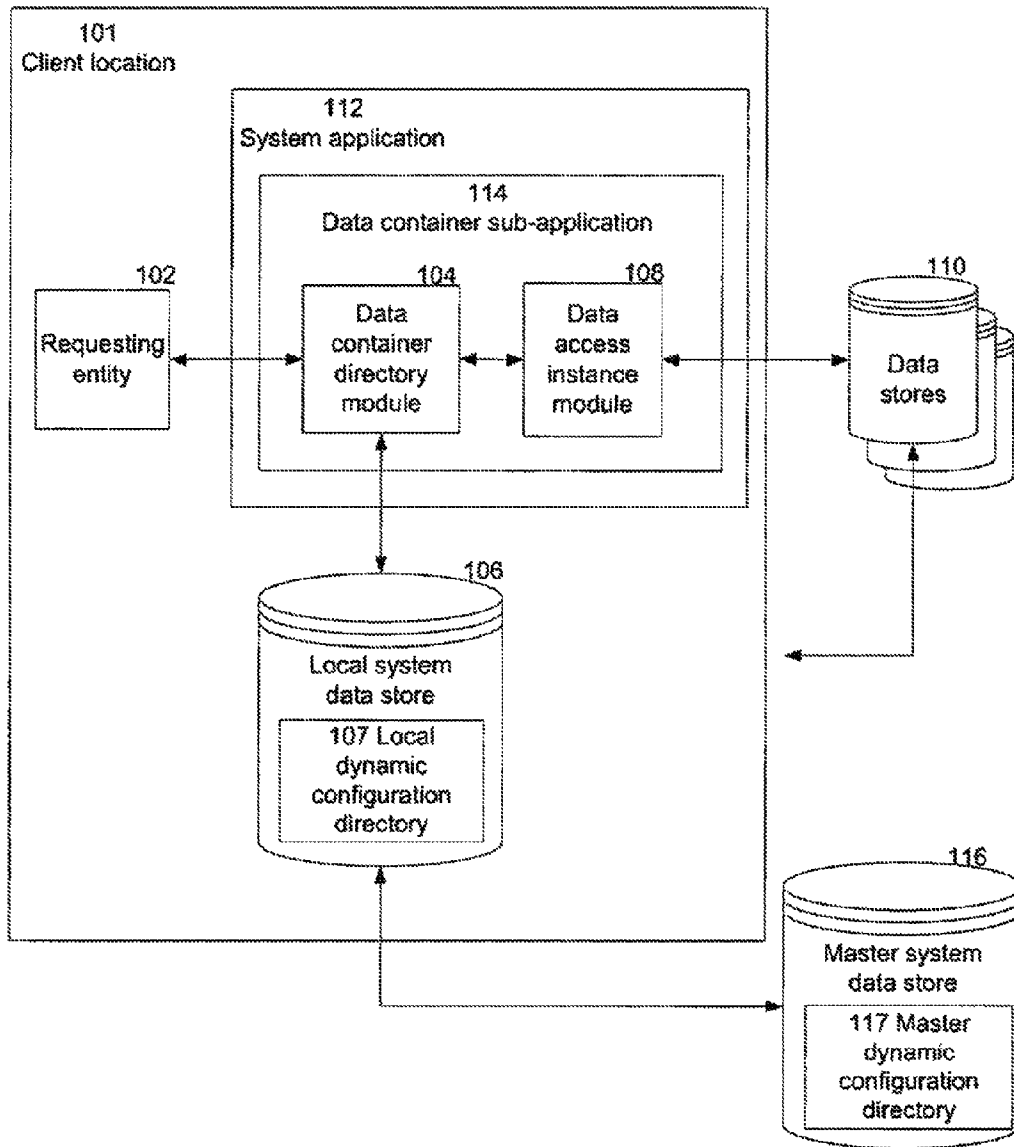 101
Client location
112
System application
114
Data container sub-application
102
Requesting
entity
104
Data
container
directory
module
108
Data
access
instance
module
110
Data
stores
106
Local system
data store
107 Local
dynamic
configuration
directory
116
Master system
data store
117 Master
dynamic
configuration
directory